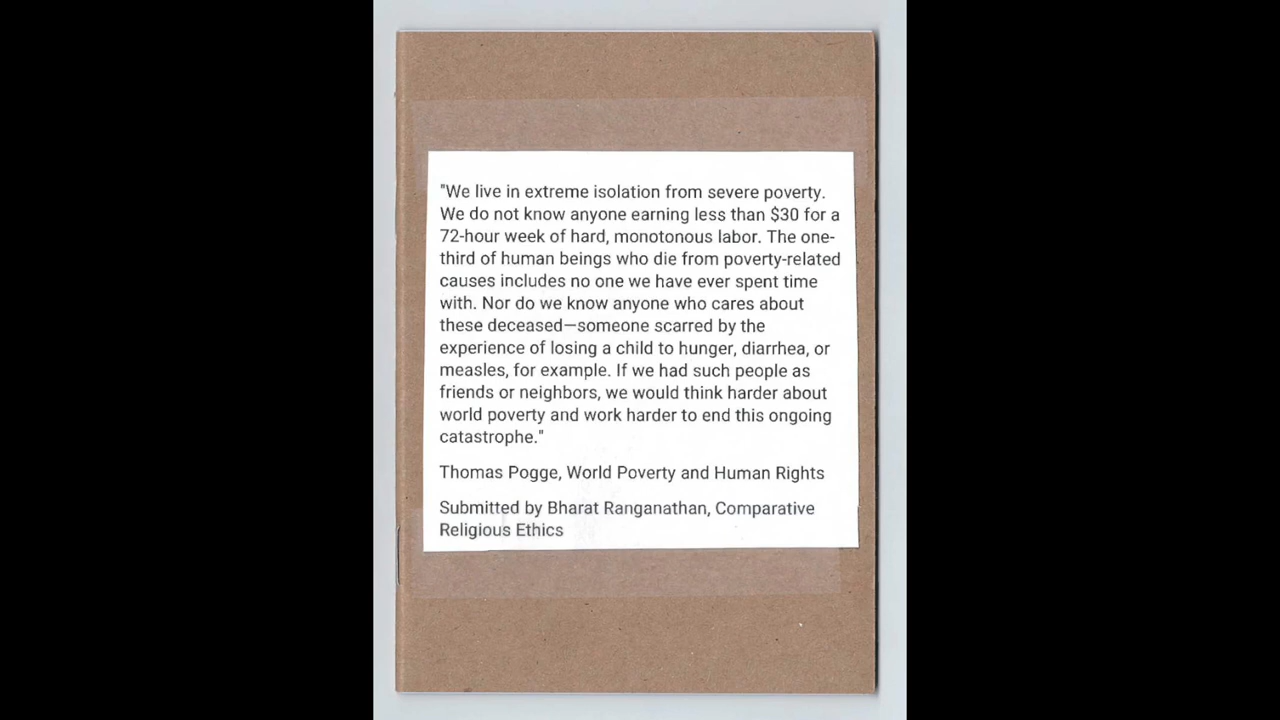 "We live in extreme isolation from severe poverty.
We do not know anyone earning less than $30 for a
72-hour week of hard, monotonous labor. The one-
third of human beings who die from poverty-related
causes includes no one we have ever spent time
with. Nor do we know anyone who cares about
these deceased—someone scarred by the
experience of losing a child to hunger, diarrhea, or
measles, for example. If we had such people as
friends or neighbors, we would think harder about
world poverty and work harder to end this ongoing
catastrophe."
Thomas Pogge, World Poverty and Human Rights
Submitted by Bharat Ranganathan, Comparative
Religious Ethics